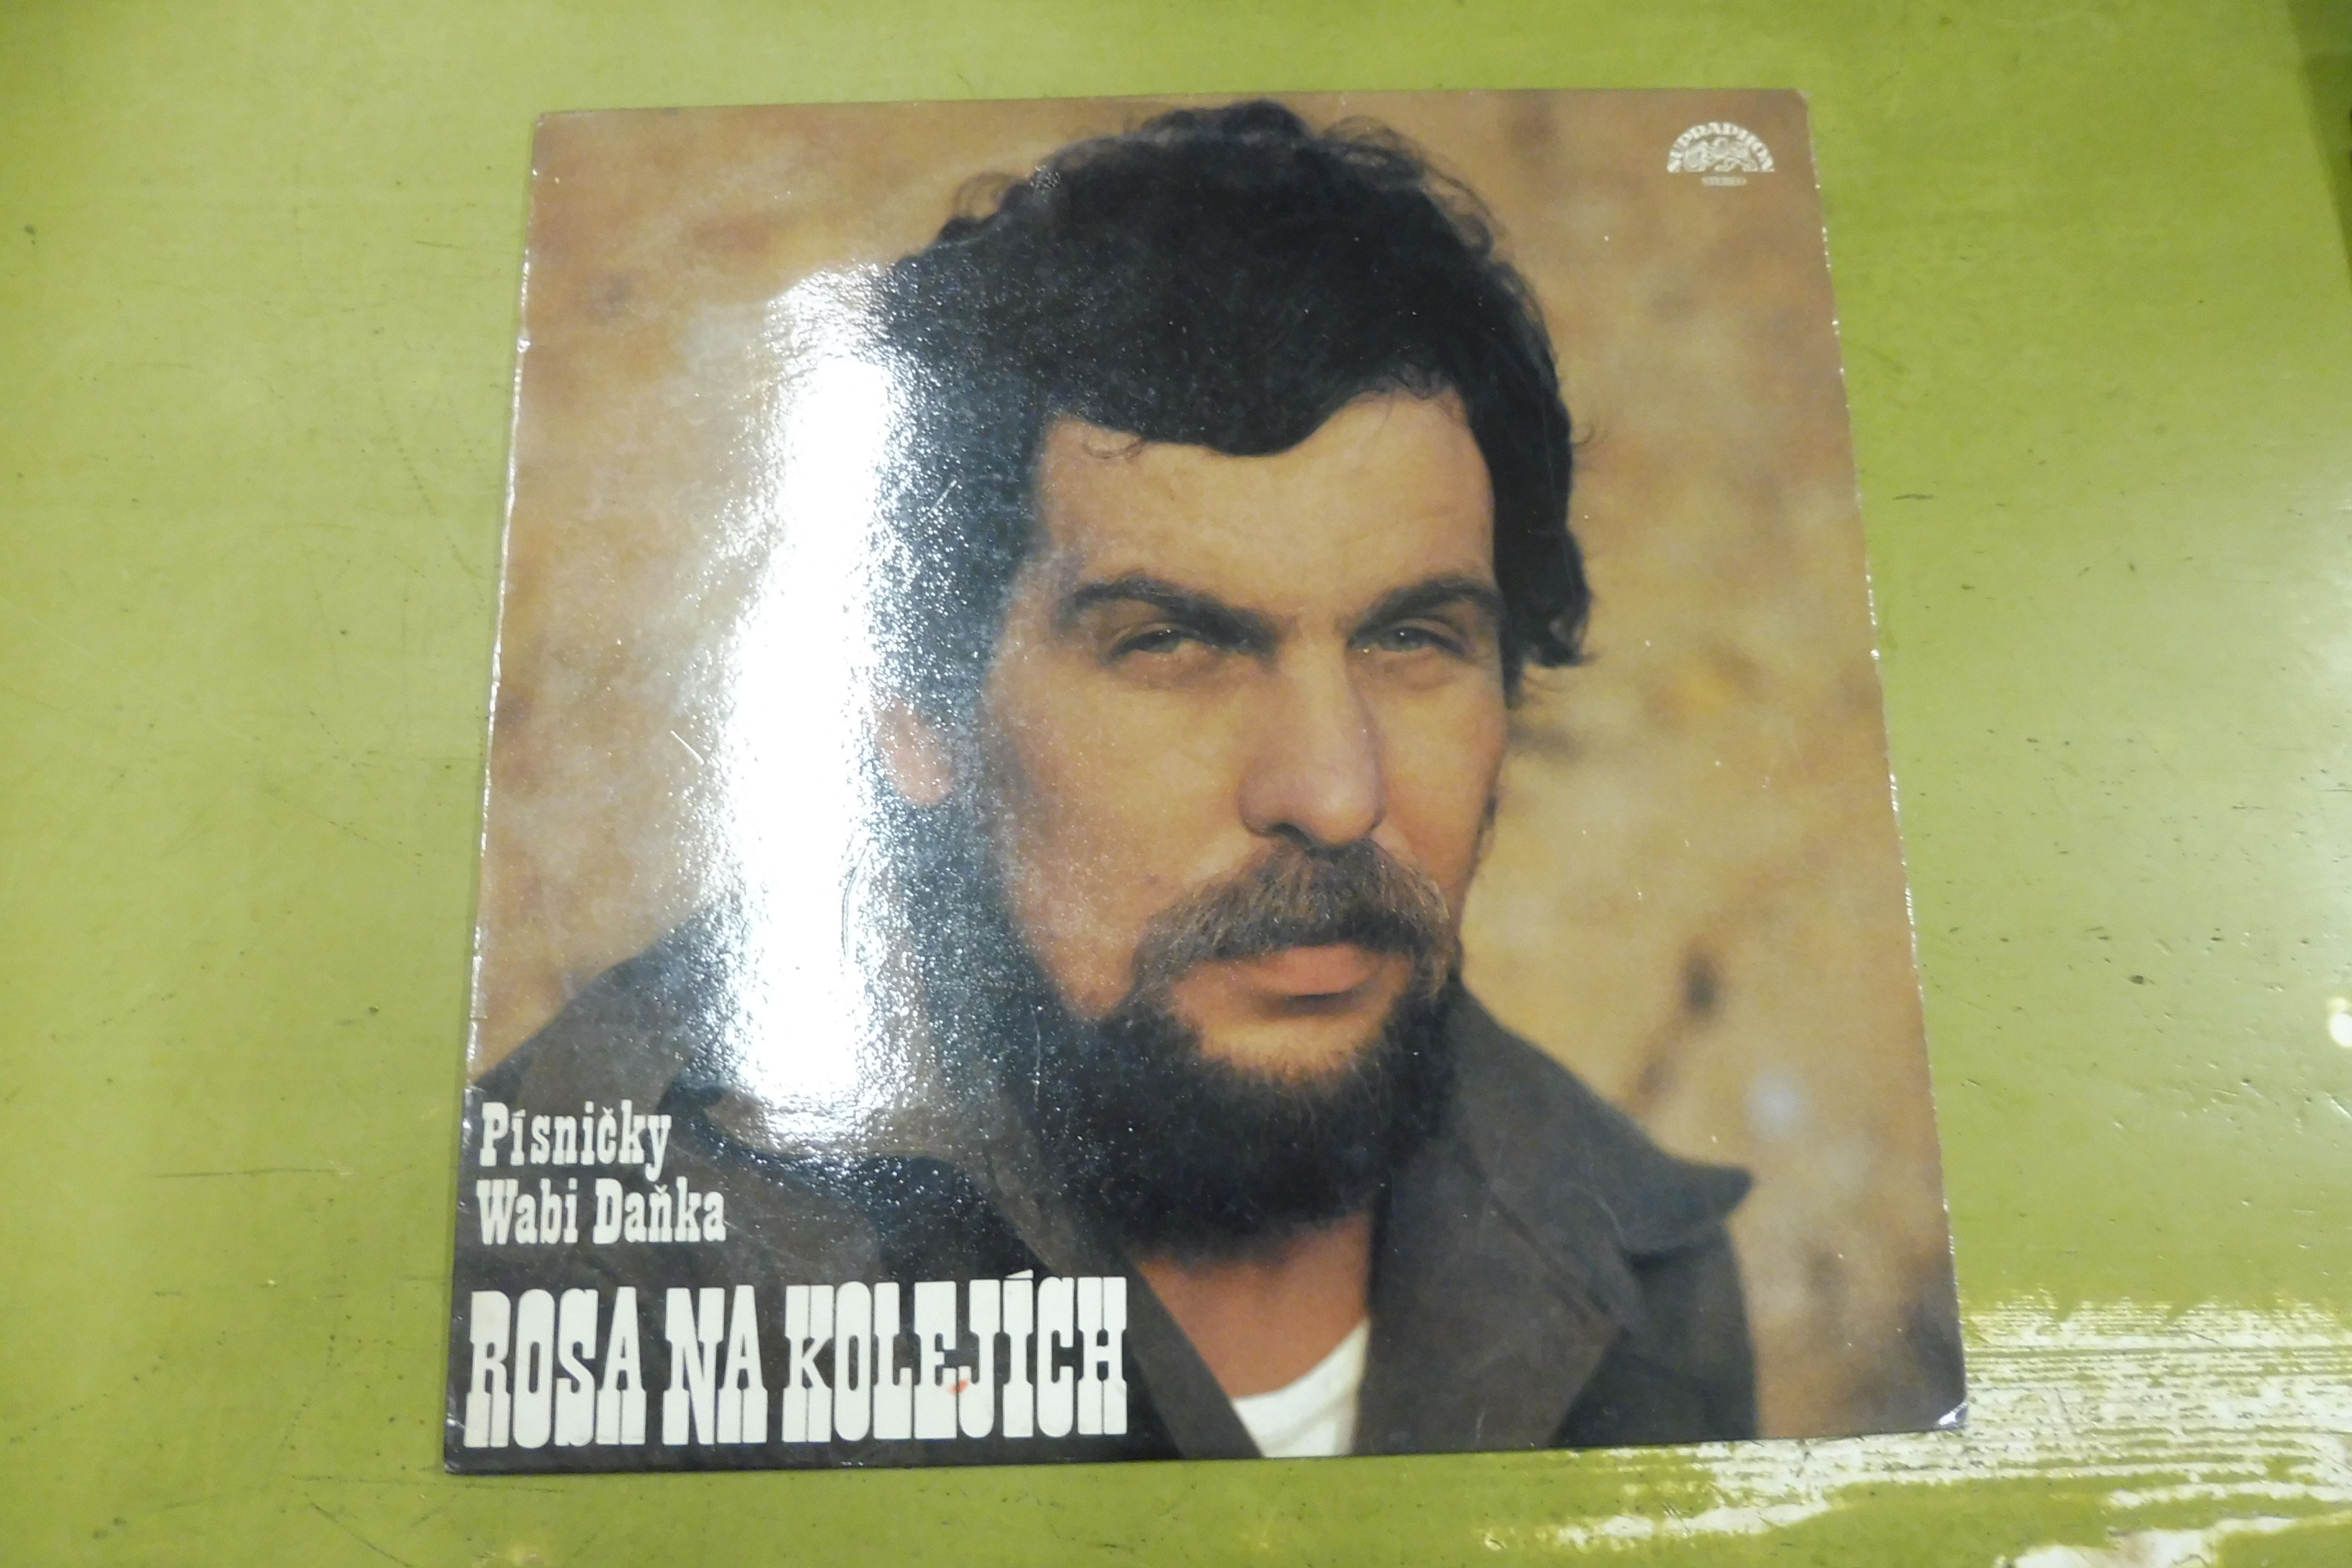 SUPRAPHON
STEREO
Písničky
Wabi Daňka
ROSA NA KOLEJÍCH